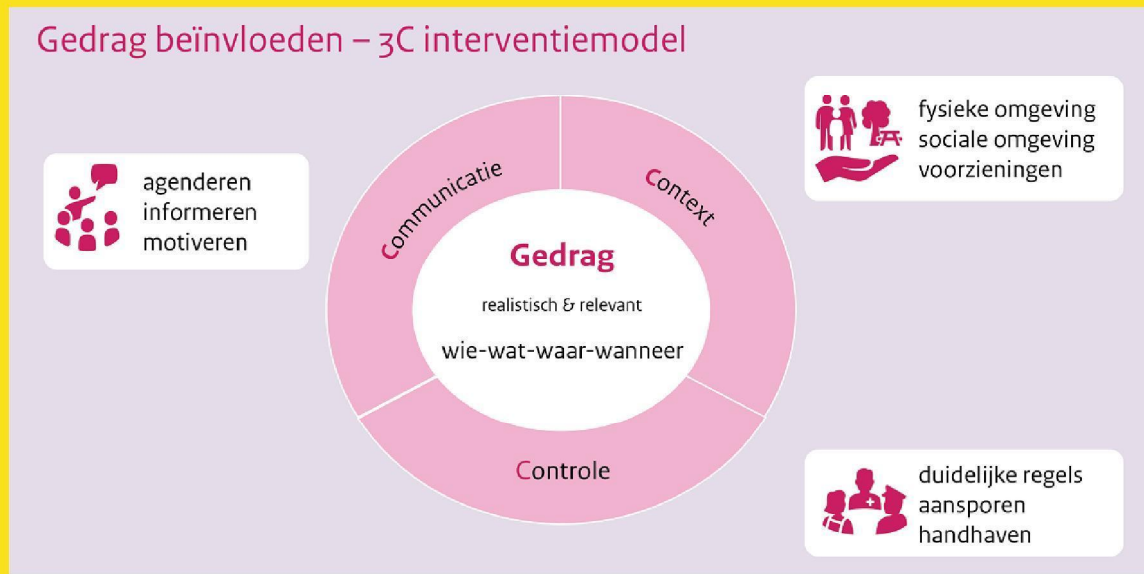 Gedrag beïnvloeden – 3C interventiemodel
agenderen
informeren
motiveren
Communicatie
Context
fysieke omgeving
sociale omgeving
voorzieningen
Gedrag
realistisch & relevant
wie-wat-waar-wanneer
Controle
duidelijke regels
aansporen
handhaven